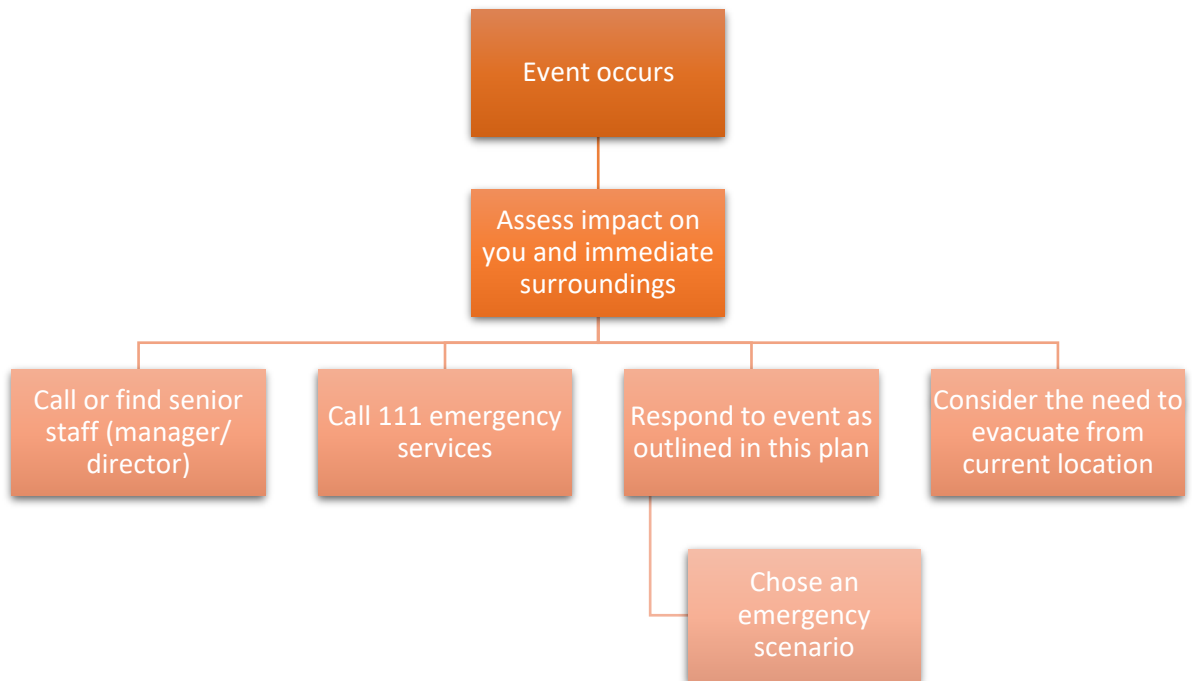 Event occurs
Assess impact on
you and immediate
surroundings
Call or find senior
staff (manager/
director)
Call 111 emergency
services
Respond to event as
outlined in this plan
Consider the need to
evacuate from
current location
Chose an
emergency
scenario